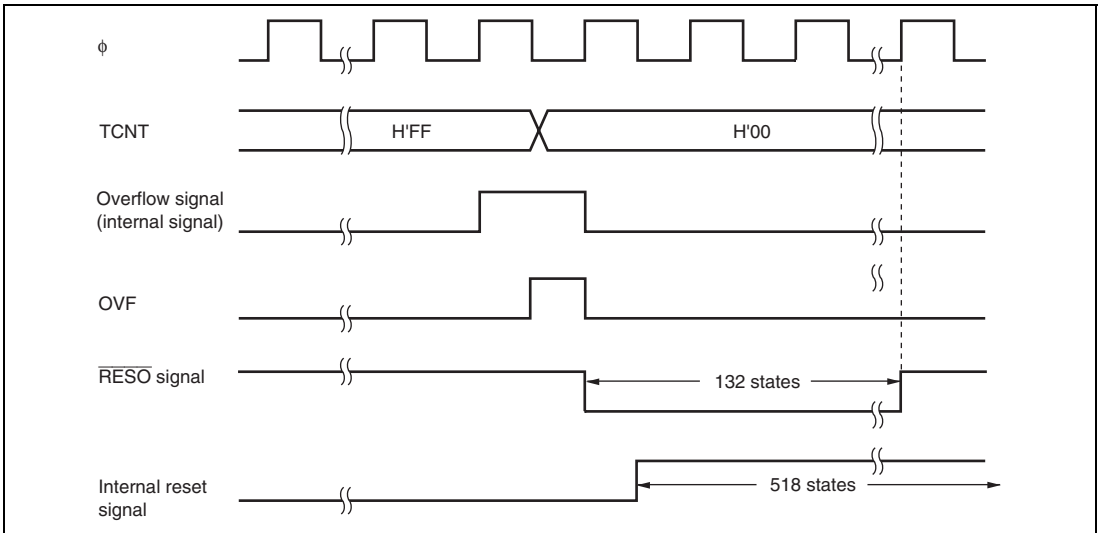 ϕ
TCNT
H'FF
H'00
Overflow signal
(internal signal)
OVF
RESO signal
132 states
Internal reset
signal
518 states